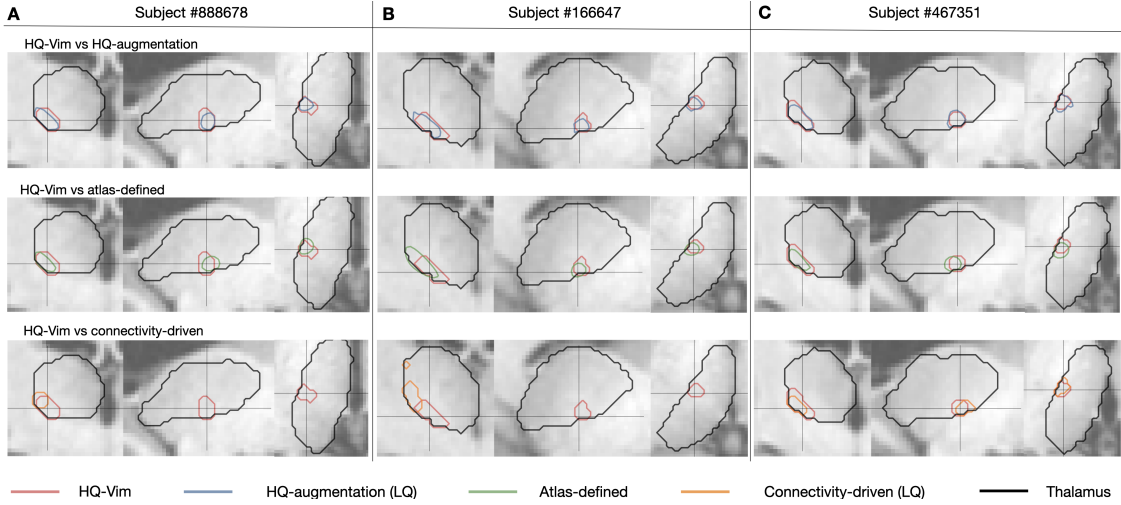 A
Subject #888678
B
Subject #166647
C
Subject #467351
HQ-Vim vs HQ-augmentation
HQ-Vim vs atlas-defined
HQ-Vim vs connectivity-driven
HQ-Vim
HQ-augmentation (LQ)
Atlas-defined
Connectivity-driven (LQ)
Thalamus